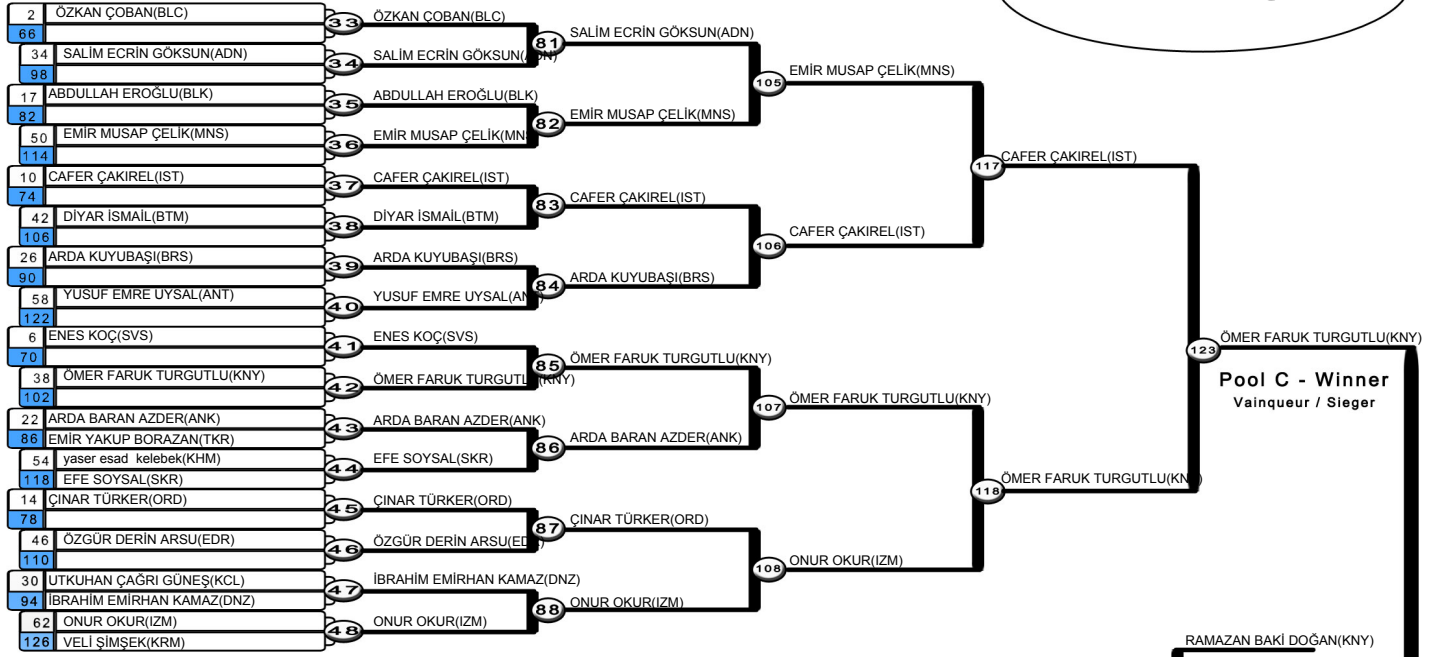 2 ÖZKAN ÇOBAN(BLC)
66
33 ÖZKAN ÇOBAN(BLC)
34 SALİM ECRİN GÖKSUN(ADN)
98
34 SALİM ECRİN GÖKSUN(ADN)
81 SALİM ECRİN GÖKSUN(ADN)
17 ABDULLAH EROĞLU(BLK)
82
35 ABDULLAH EROĞLU(BLK)
50 EMİR MUSAP ÇELİK(MNS)
114
36 EMİR MUSAP ÇELİK(MNS
82 EMİR MUSAP ÇELİK(MNS)
105 EMİR MUSAP ÇELİK(MNS)
10 CAFER ÇAKIREL(IST)
74
37 CAFER ÇAKIREL(IST)
42 DİYAR İSMAİL(BTM)
106
38 DİYAR İSMAİL(BTM)
83 CAFER ÇAKIREL(IST)
26 ARDA KUYUBAŞI(BRS)
90
39 ARDA KUYUBAŞI(BRS)
58 YUSUF EMRE UYSAL(ANT)
122
40 YUSUF EMRE UYSAL(ANT)
84 ARDA KUYUBAŞI(BRS)
106 CAFER ÇAKIREL(IST)
117 CAFER ÇAKIREL(IST)
6 ENES KOÇ(SVS)
70
41 ENES KOÇ(SVS)
38 ÖMER FARUK TURGUTLU(KNY)
102
42 ÖMER FARUK TURGUTLU(KNY)
85 ÖMER FARUK TURGUTLU(KNY)
22 ARDA BARAN AZDER(ANK)
86 EMİR YAKUP BORAZAN(TKR)
43 ARDA BARAN AZDER(ANK)
54 yaser esad kelebek(KHM)
118 EFE SOYSAL(SKR)
44 EFE SOYSAL(SKR)
86 ARDA BARAN AZDER(ANK)
107 ÖMER FARUK TURGUTLU(KNY)
14 ÇINAR TÜRKER(ORD)
78
45 ÇINAR TÜRKER(ORD)
46 ÖZGÜR DERİN ARSU(EDR)
110
46 ÖZGÜR DERİN ARSU(EDR)
87 ÇINAR TÜRKER(ORD)
30 UTKUHAN ÇAĞRI GÜNEŞ(KCL)
94 İBRAHİM EMİRHAN KAMAZ(DNZ)
47 İBRAHİM EMİRHAN KAMAZ(DNZ)
62 ONUR OKUR(IZM)
126 VELİ ŞİMŞEK(KRM)
48 ONUR OKUR(IZM)
88 ONUR OKUR(IZM)
108 ONUR OKUR(IZM)
118 ÖMER FARUK TURGUTLU(KNY)
123 ÖMER FARUK TURGUTLU(KNY)
Pool C - Winner
Vainqueur / Sieger
RAMAZAN BAKİ DOĞAN(KNY)